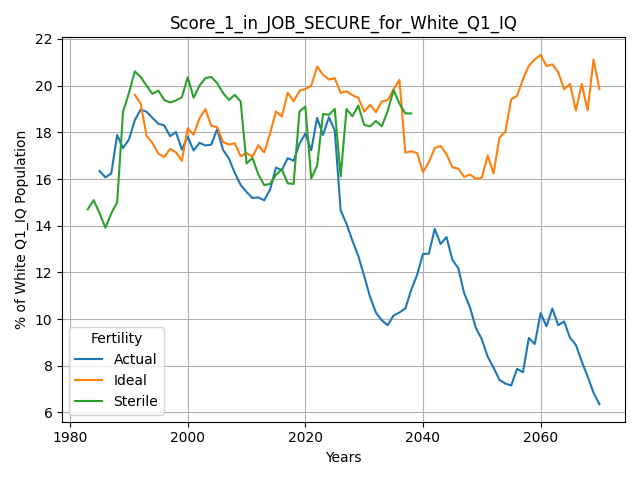 Score_1_in_JOB_SECURE_for_White_Q1_IQ
% of White Q1_IQ Population
22
20
18
16
14
12
10
8
6
Fertility
Actual
Ideal
Sterile
1980
2000
2020
2040
2060
Years